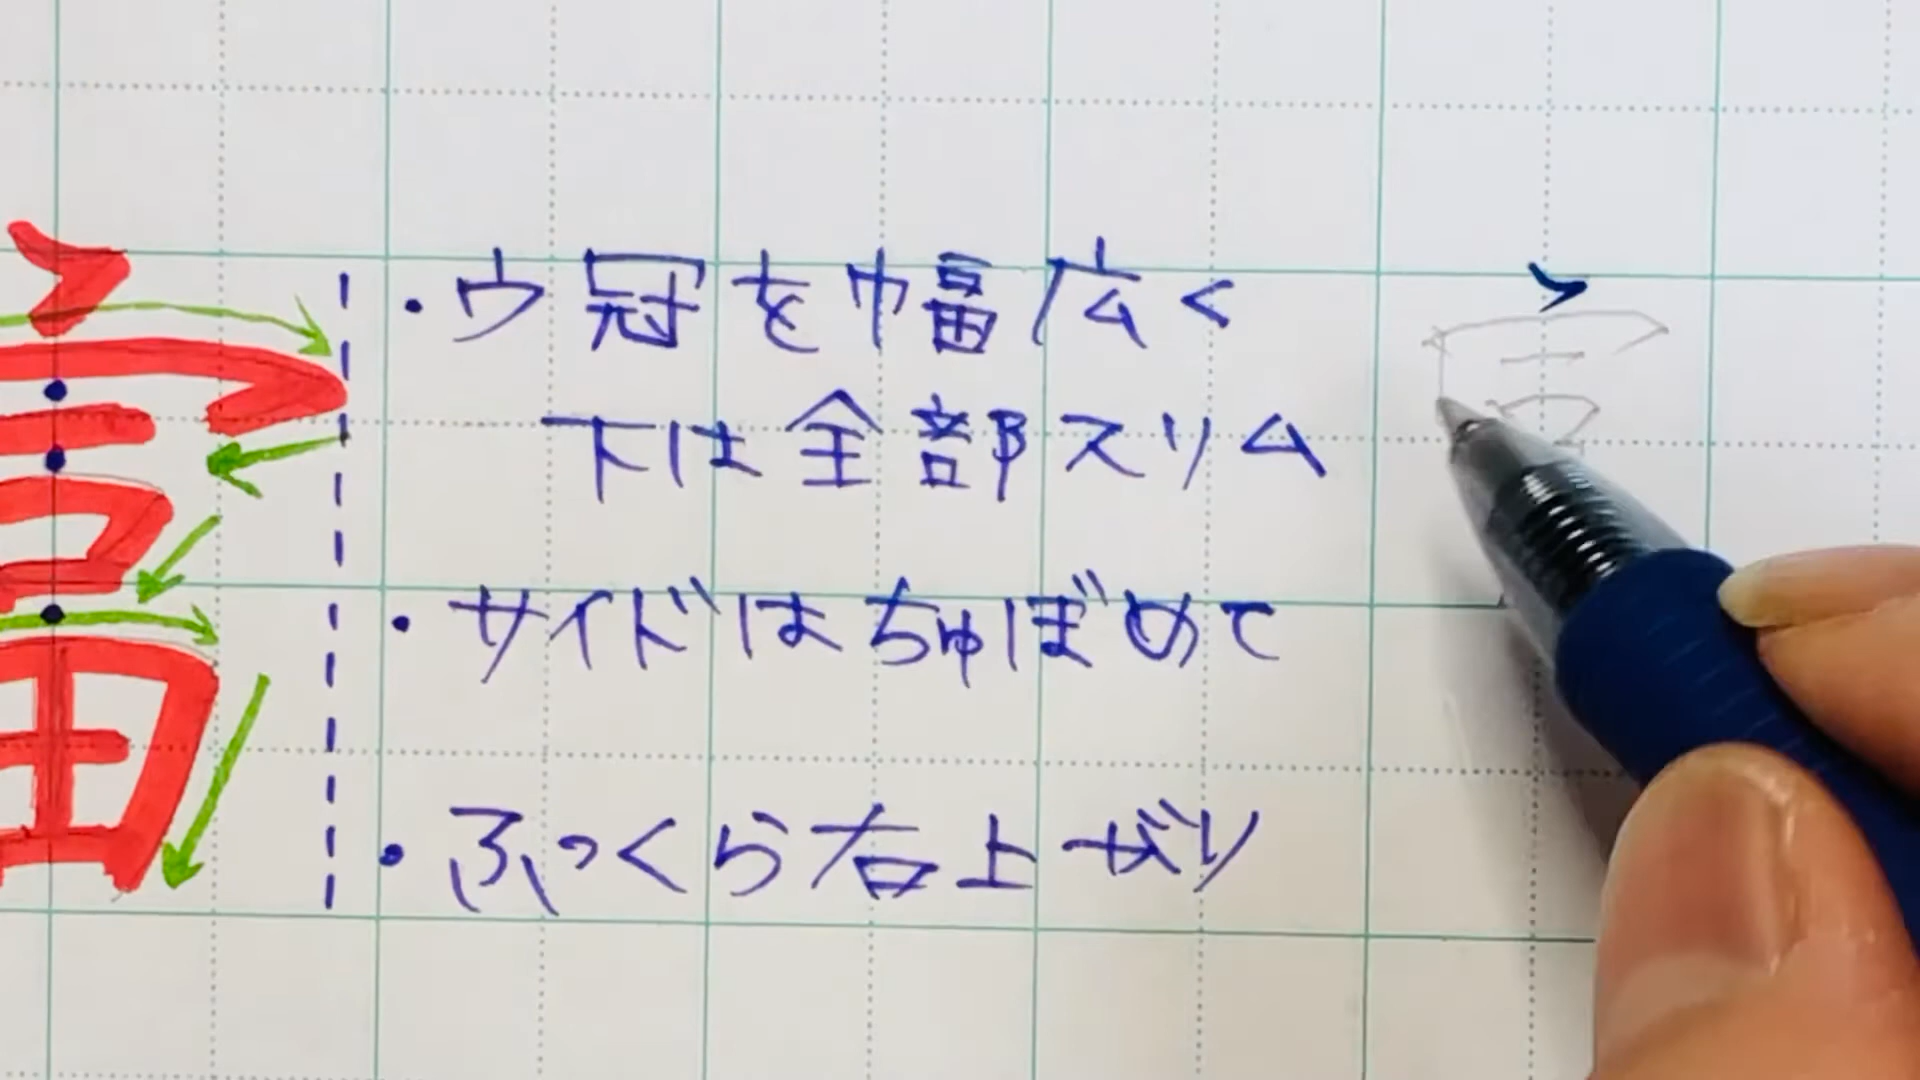 富
・ウ冠を幅広く
下は全部スリム
・サイドはちゅぼめて
・ふっくら右上がり